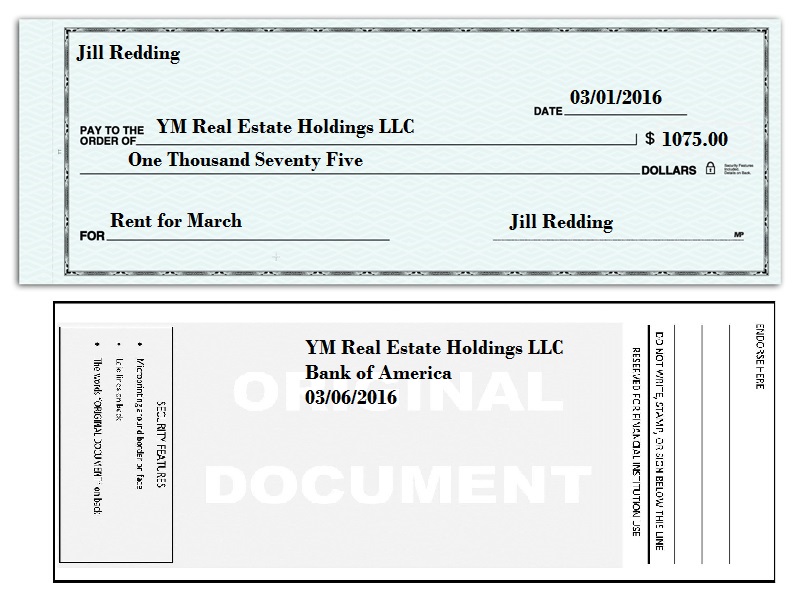 Jill Redding
03/01/2016
DATE
PAY TO THE
ORDER OF
YM Real Estate Holdings LLC
$ 1075.00
One Thousand Seventy Five
DOLLARS
Security Features
Included.
Details on Back.
Rent for March
FOR
Jill Redding
MP
YM Real Estate Holdings LLC
Bank of America
03/06/2016
ORIGINAL
DOCUMENT
ENDORSE HERE
DO NOT WRITE, STAMP, OR SIGN BELOW THIS LINE
RESERVED FOR FINANCIAL INSTITUTION USE
SECURITY FEATURES
• Microprinting around border on face
• lines on back
• The words "ORIGINAL DOCUMENT" on back